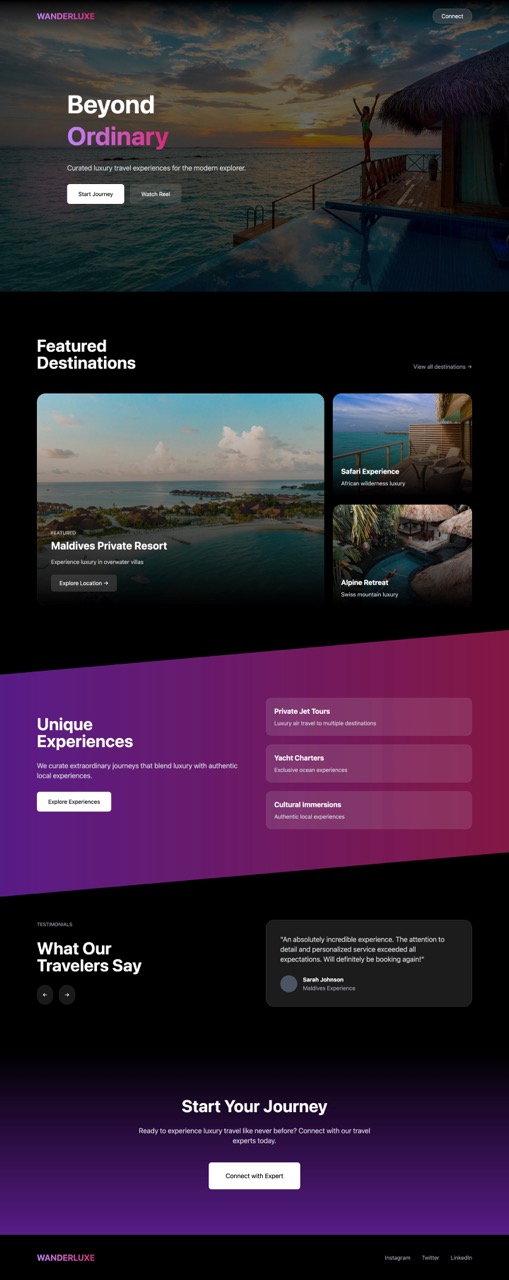 WANDERLUXE
Connect
Beyond
Ordinary
Curated luxury travel experiences for the modern explorer.
Start Journey
Watch Reel
Featured
Destinations
View all destinations →
FEATURED
Maldives Private Resort
Experience luxury in overwater villas
Explore Location →
Safari Experience
African wilderness luxury
Alpine Retreat
Swiss mountain luxury
Unique
Experiences
We curate extraordinary journeys that blend luxury with authentic
local experiences.
Explore Experiences
Private Jet Tours
Luxury air travel to multiple destinations
Yacht Charters
Exclusive ocean experiences
Cultural Immersions
Authentic local experiences
TESTIMONIALS
What Our
Travelers Say
← →
"An absolutely incredible experience. The attention to
detail and personalized service exceeded all
expectations. Will definitely be booking again!"
Sarah Johnson
Maldives Experience
Start Your Journey
Ready to experience luxury travel like never before? Connect with our travel
experts today.
Connect with Expert
WANDERLUXE
Instagram
Twitter
LinkedIn